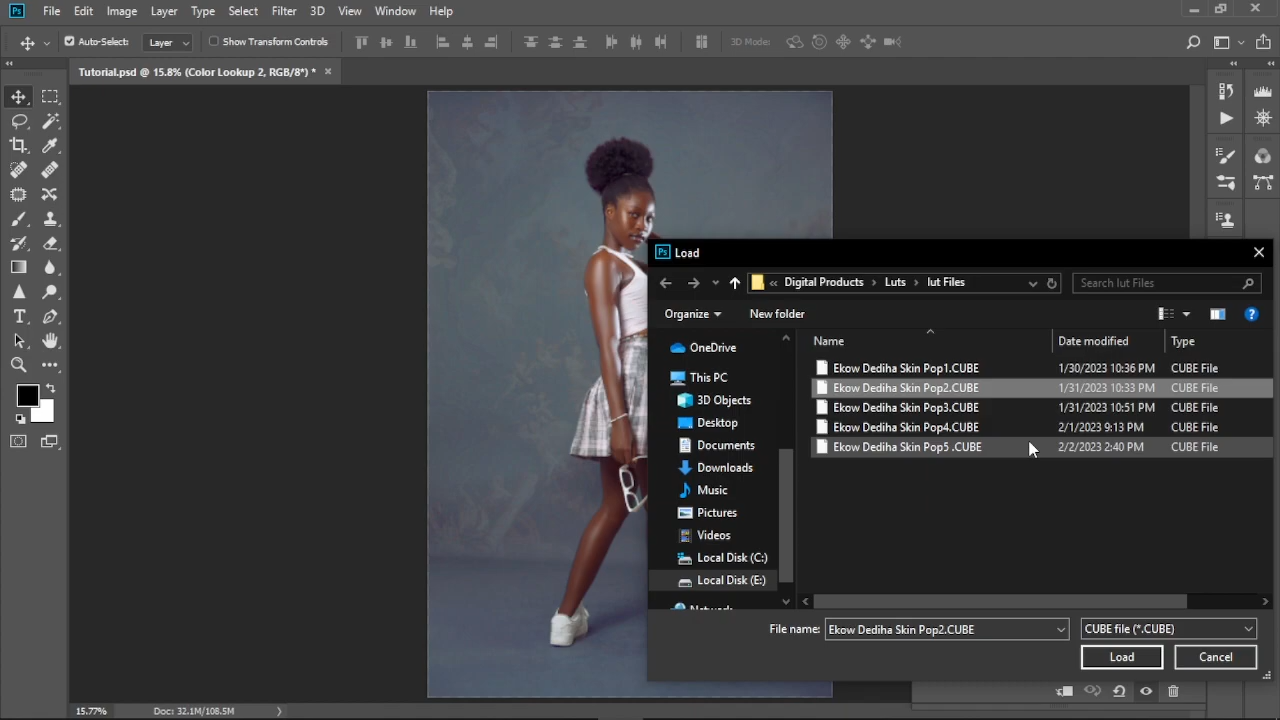 Ps File Edit Image Layer Type Select Filter 3D View Window Help
Auto-Select: Layer Show Transform Controls 3D Mode:
Tutorial.psd @ 15.8% (Color Lookup 2, RGB/8*) * ×
Ps Load
« Digital Products › Luts › lut Files Search lut Files
Organize New folder
Name Date modified Type
OneDrive
This PC
3D Objects
Desktop
Documents
Downloads
Music
Pictures
Videos
Local Disk (C:)
Local Disk (E:)
Network
Ekow Dediha Skin Pop1.CUBE 1/30/2023 10:36 PM CUBE File
Ekow Dediha Skin Pop2.CUBE 1/31/2023 10:33 PM CUBE File
Ekow Dediha Skin Pop3.CUBE 1/31/2023 10:51 PM CUBE File
Ekow Dediha Skin Pop4.CUBE 2/1/2023 9:13 PM CUBE File
Ekow Dediha Skin Pop5 .CUBE 2/2/2023 2:40 PM CUBE File
File name: Ekow Dediha Skin Pop2.CUBE CUBE file (*.CUBE)
Load Cancel
15.77% Doc: 32.1M/108.5M